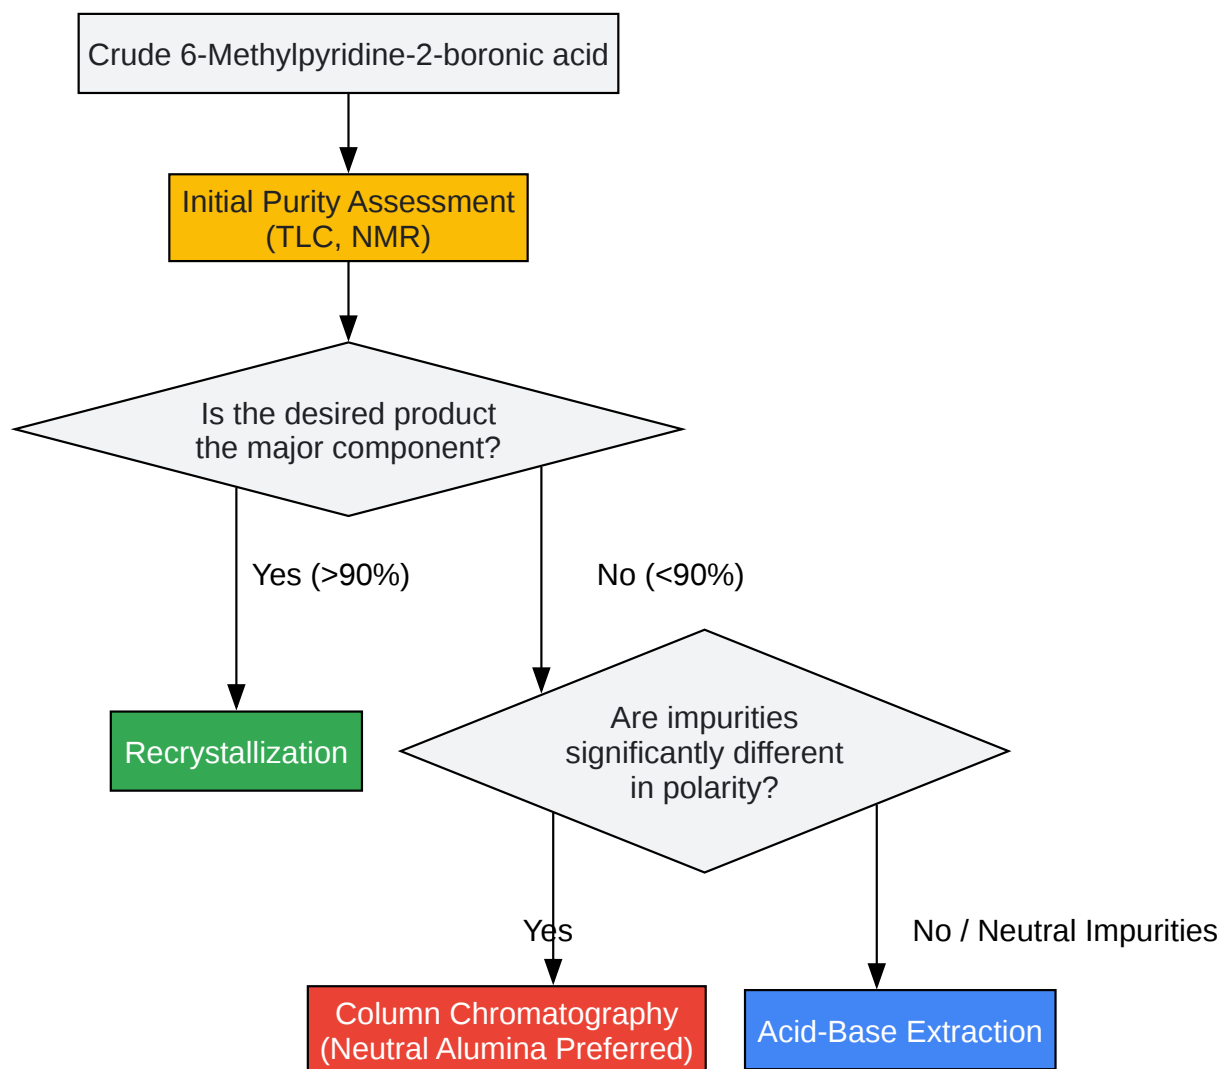 Crude 6-Methylpyridine-2-boronic acid
Initial Purity Assessment
(TLC, NMR)
Is the desired product
the major component?
Yes (>90%)
No (<90%)
Recrystallization
Are impurities
significantly different
in polarity?
Yes
No / Neutral Impurities
Column Chromatography
(Neutral Alumina Preferred)
Acid-Base Extraction